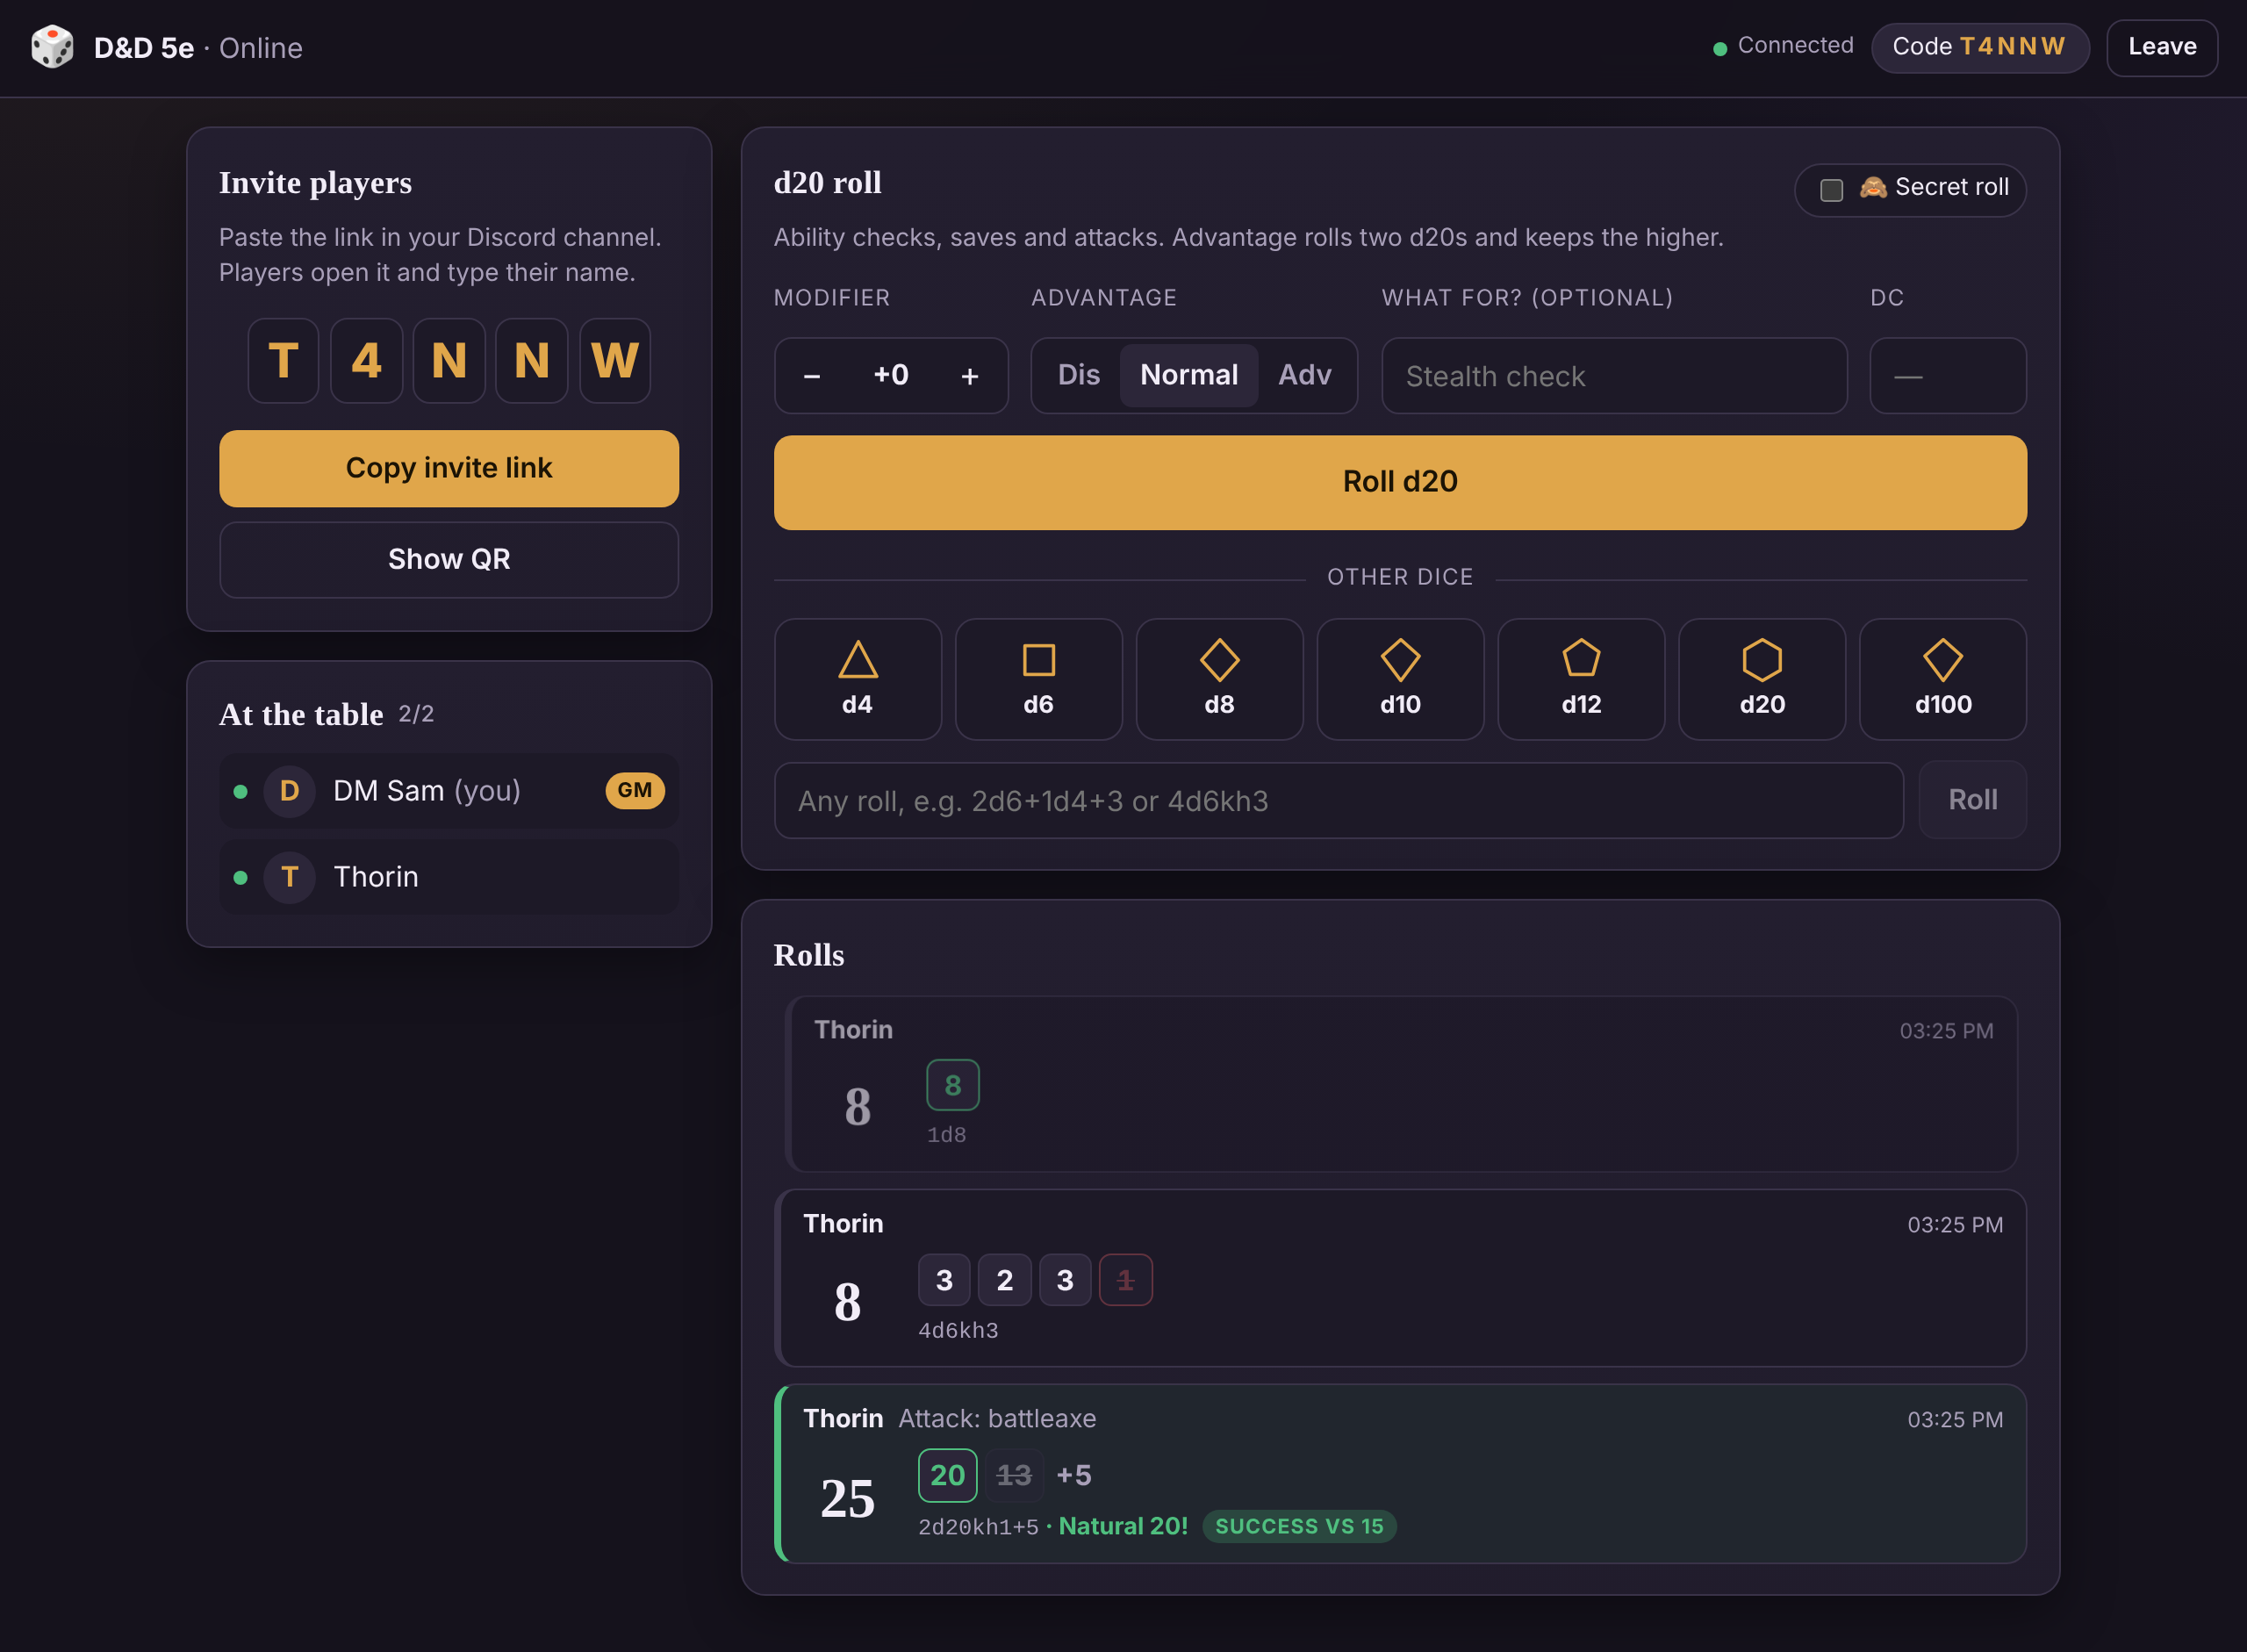 D&D 5e · Online
Connected
Code T4NNW
Leave
Invite players
Paste the link in your Discord channel.
Players open it and type their name.
T 4 N N W
Copy invite link
Show QR
At the table 2/2
D DM Sam (you) GM
T Thorin
d20 roll
Secret roll
Ability checks, saves and attacks. Advantage rolls two d20s and keeps the higher.
MODIFIER ADVANTAGE WHAT FOR? (OPTIONAL) DC
– +0 + Dis Normal Adv Stealth check —
Roll d20
OTHER DICE
d4 d6 d8 d10 d12 d20 d100
Any roll, e.g. 2d6+1d4+3 or 4d6kh3 Roll
Rolls
Thorin 03:25 PM
8 8
1d8
Thorin 03:25 PM
8 3 2 3 1
4d6kh3
Thorin Attack: battleaxe 03:25 PM
25 20 13 +5
2d20kh1+5 · Natural 20! SUCCESS VS 15